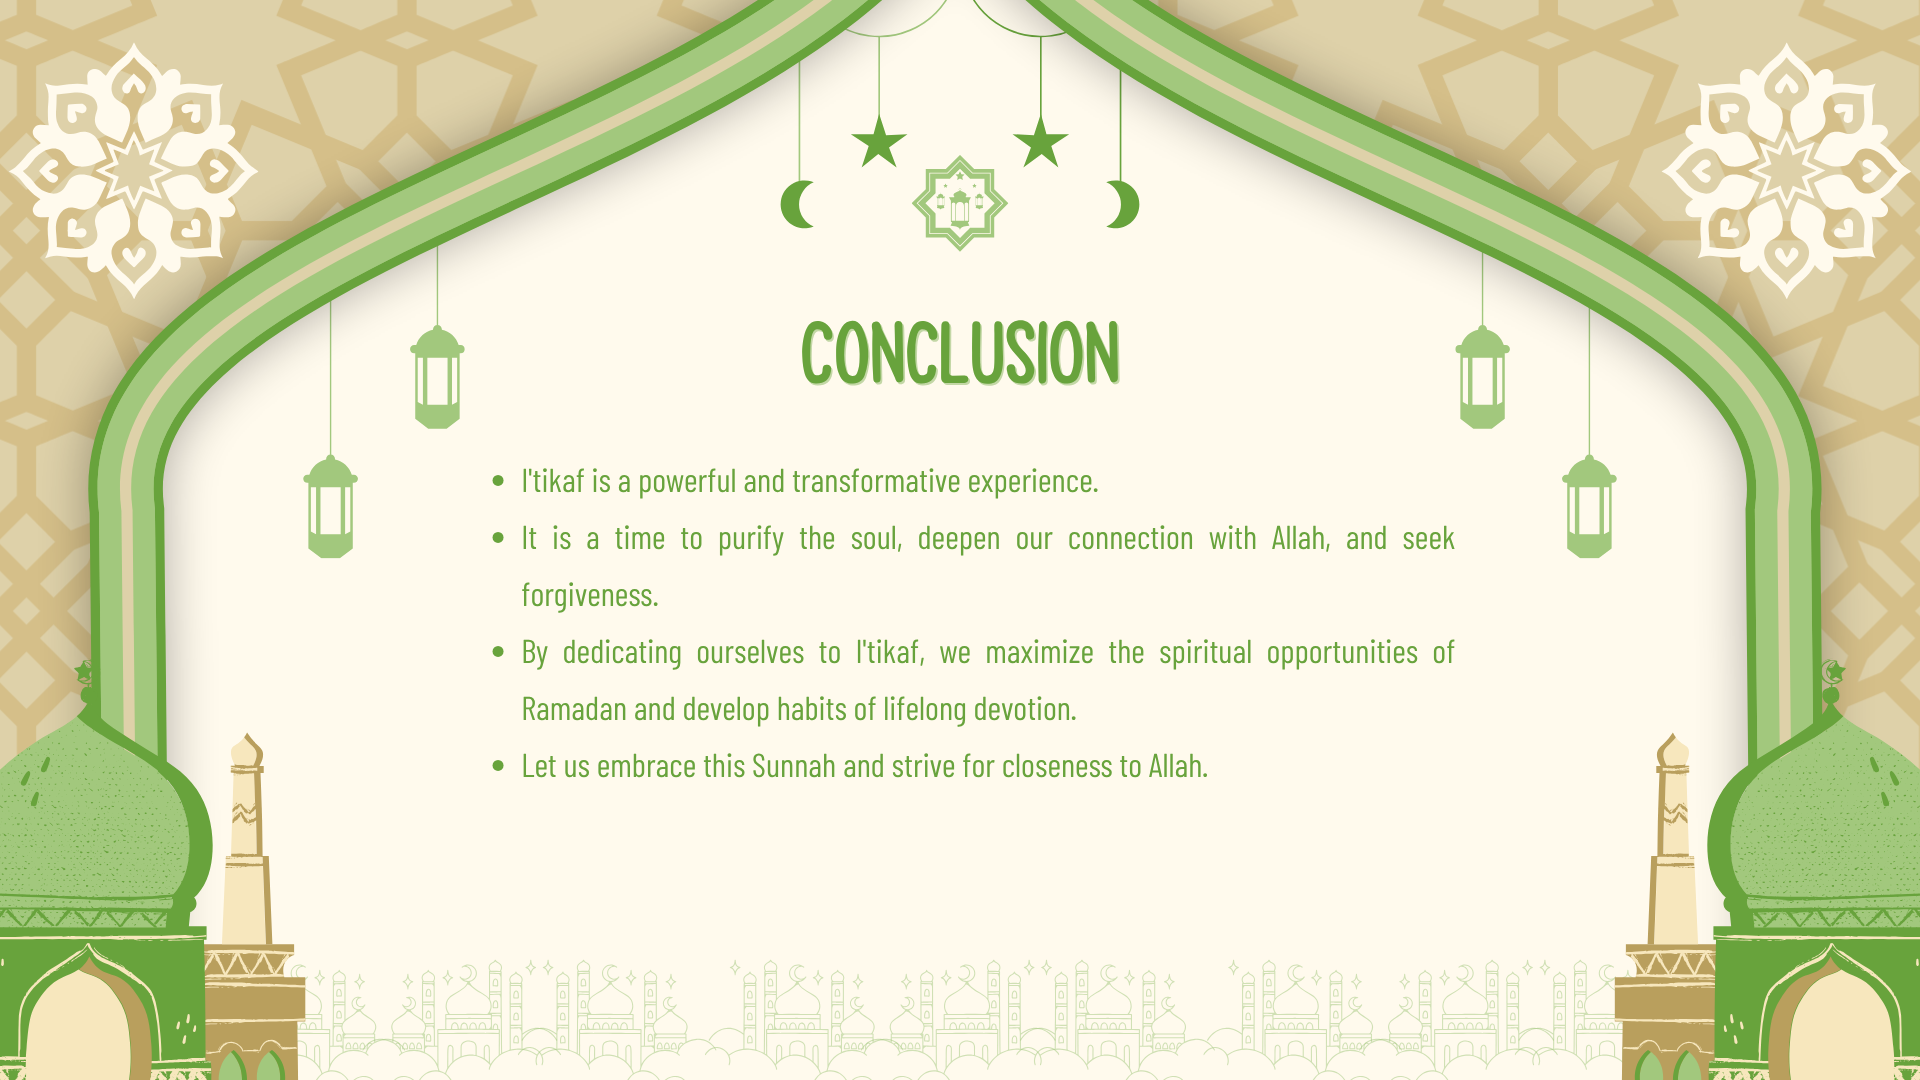 CONCLUSION
• I'tikaf is a powerful and transformative experience.
• It is a time to purify the soul, deepen our connection with Allah, and seek
forgiveness.
• By dedicating ourselves to I'tikaf, we maximize the spiritual opportunities of
Ramadan and develop habits of lifelong devotion.
• Let us embrace this Sunnah and strive for closeness to Allah.